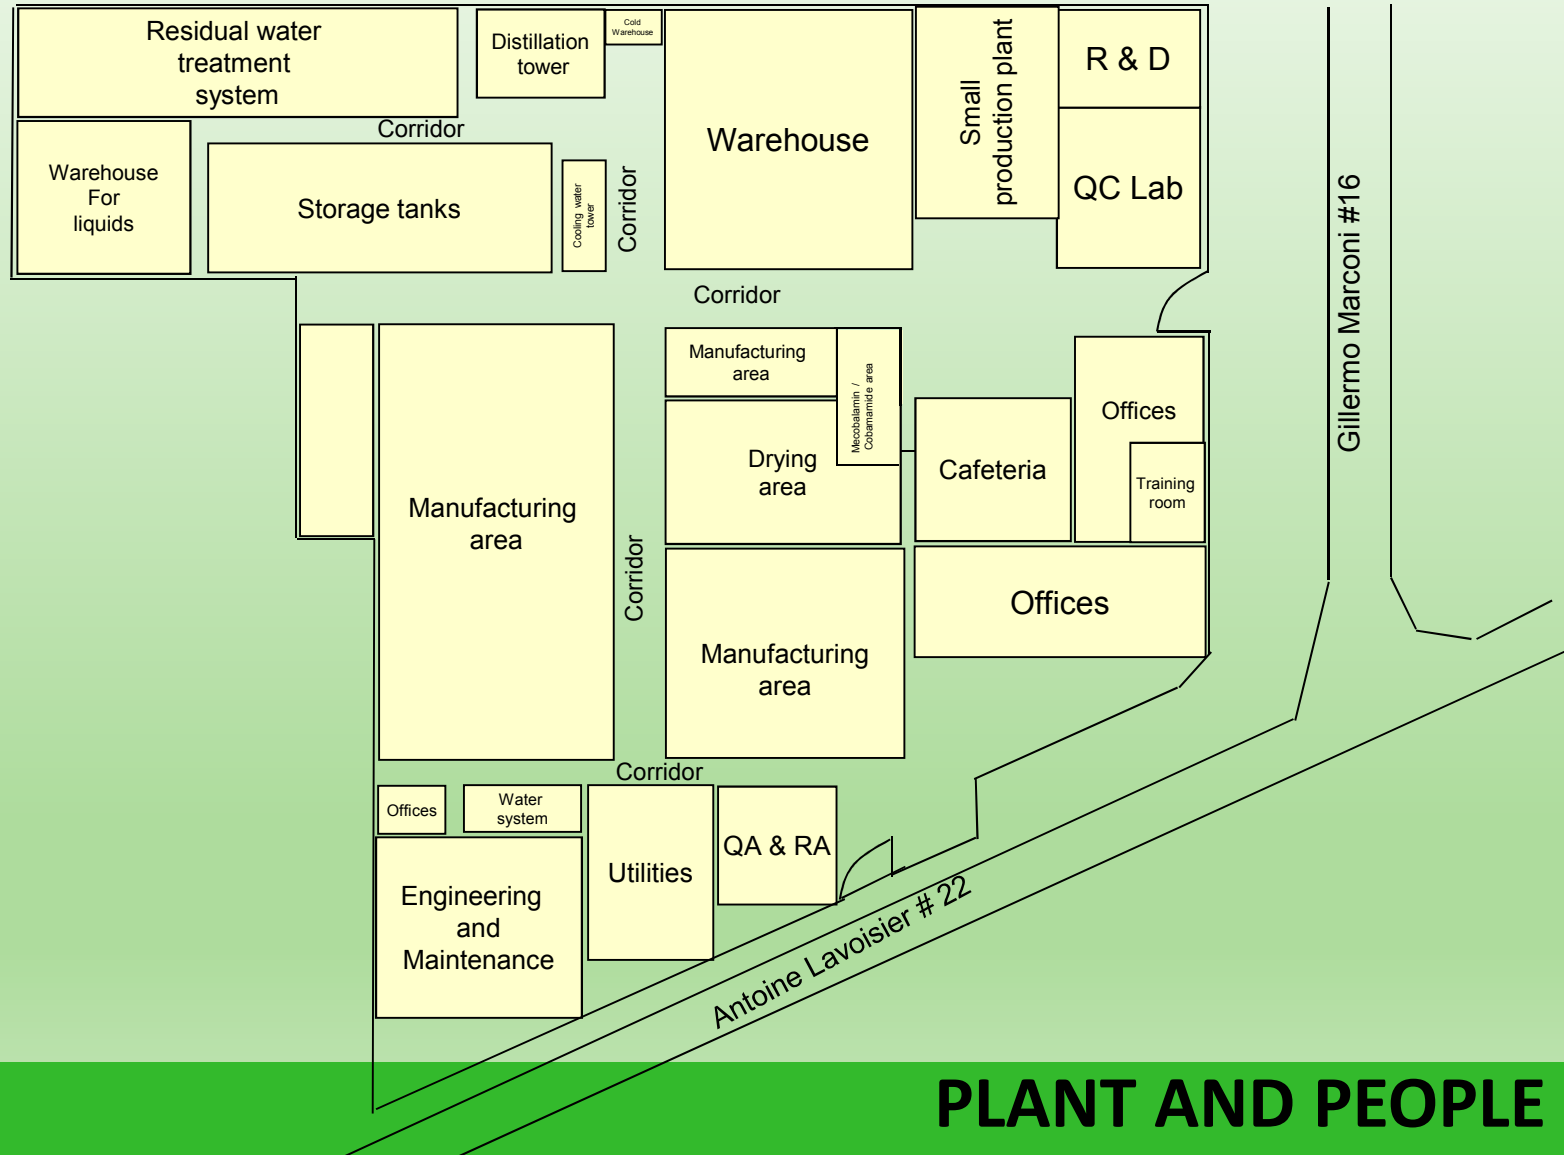 Residual water
treatment
system
Distillation
tower
Cold
Warehouse
Warehouse
Small
production plant
R & D
QC Lab
Corridor
Warehouse
For
liquids
Storage tanks
Cooling water
tower
Corridor
Corridor
Gillermo Marconi #16
Manufacturing
area
Manufacturing
area
Mecobalamin /
Cobamamide area
Drying
area
Cafeteria
Offices
Training
room
Corridor
Manufacturing
area
Offices
Corridor
Offices
Water
system
Utilities
QA & RA
Engineering
and
Maintenance
Antoine Lavoisier # 22
PLANT AND PEOPLE